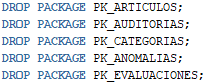 DROP PACKAGE PK_ARTICULOS;
DROP PACKAGE PK_AUDITORIAS;
DROP PACKAGE PK_CATEGORIAS;
DROP PACKAGE PK_ANOMALIAS;
DROP PACKAGE PK_EVALUACIONES;